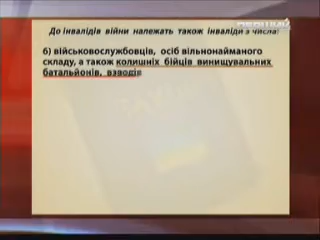 До інвалідів війни належать також інваліди з числа:
б) військовослужбовців, осіб вільнонайманого
складу, а також колишніх бійців винищувальних
батальйонів, взводів